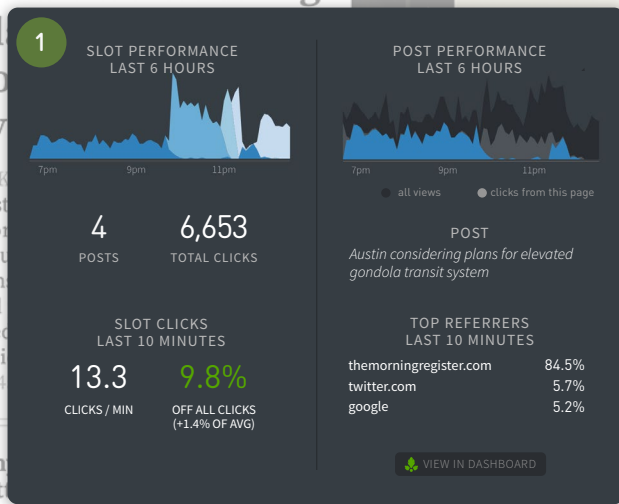 1
SLOT PERFORMANCE
LAST 6 HOURS
7pm 9pm 11pm
4 6,653
POSTS TOTAL CLICKS
SLOT CLICKS
LAST 10 MINUTES
13.3 9.8%
CLICKS / MIN OFF ALL CLICKS
(+1.4% OF AVG)
POST PERFORMANCE
LAST 6 HOURS
7pm 9pm 11pm
all views clicks from this page
POST
Austin considering plans for elevated
gondola transit system
TOP REFERRERS
LAST 10 MINUTES
themorningregister.com 84.5%
twitter.com 5.7%
google 5.2%
VIEW IN DASHBOARD